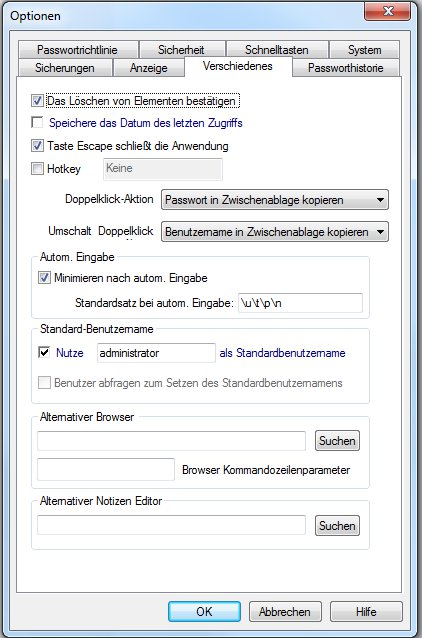 Optionen
Passwortrichtlinie Sicherheit Schnelltasten System
Sicherungen Anzeige Verschiedenes Passworthistorie
Das Löschen von Elementen bestätigen
Speichere das Datum des letzten Zugriffs
Taste Escape schließt die Anwendung
Hotkey Keine
Doppelklick-Aktion Passwort in Zwischenablage kopieren
Umschalt Doppelklick Benutzername in Zwischenablage kopieren
Autom. Eingabe
Minimieren nach autom. Eingabe
Standardsatz bei autom. Eingabe: \u\t\p\n
Standard-Benutzername
Nutze administrator als Standardbenutzername
Benutzer abfragen zum Setzen des Standardbenutzernamens
Alternativer Browser
Suchen
Browser Kommandozeilenparameter
Alternativer Notizen Editor
Suchen
OK Abbrechen Hilfe